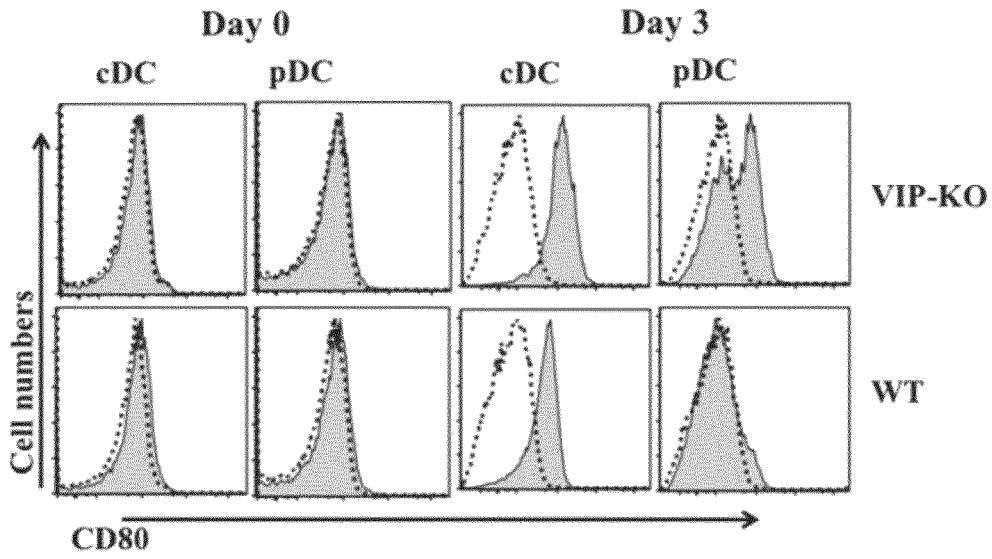 Day 0
Day 3
cDC
pDC
cDC
pDC
VIP-KO
WT
Cell numbers
CD80